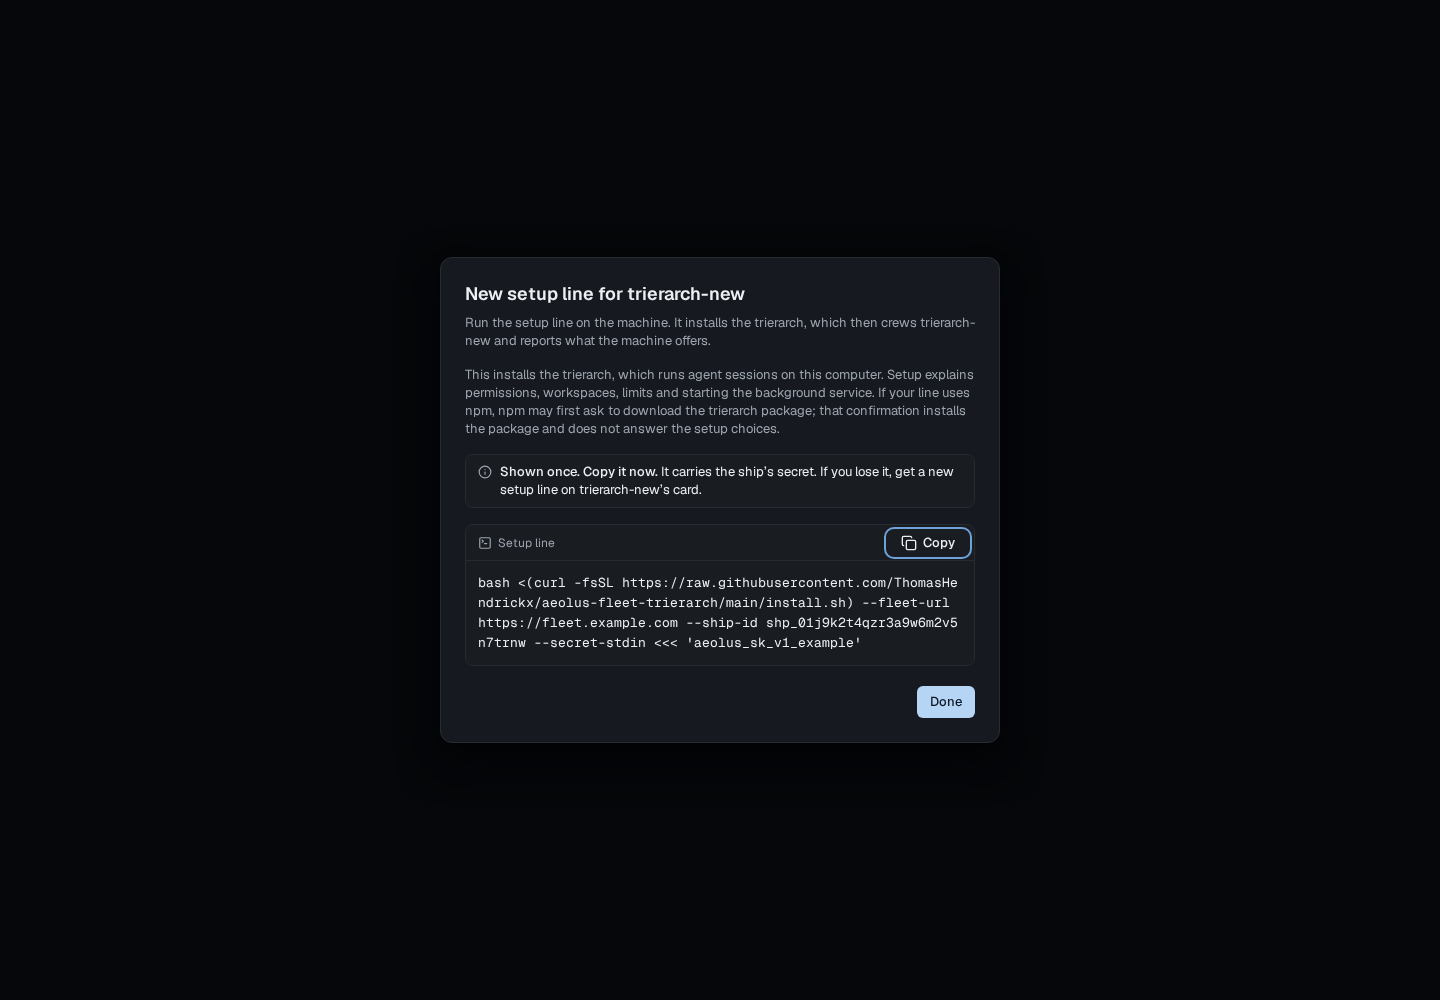 New setup line for trierarch-new
Run the setup line on the machine. It installs the trierarch, which then crews trierarch-
new and reports what the machine offers.
This installs the trierarch, which runs agent sessions on this computer. Setup explains
permissions, workspaces, limits and starting the background service. If your line uses
npm, npm may first ask to download the trierarch package; that confirmation installs
the package and does not answer the setup choices.
Shown once. Copy it now. It carries the ship's secret. If you lose it, get a new
setup line on trierarch-new's card.
Setup line
Copy
bash <(curl -fsSL https://raw.githubusercontent.com/ThomasHe
ndrickx/aeolus-fleet-trierarch/main/install.sh) --fleet-url
https://fleet.example.com --ship-id shp_01j9k2t4qzr3a9w6m2v5
n7trnw --secret-stdin <<< 'aeolus_sk_v1_example'
Done